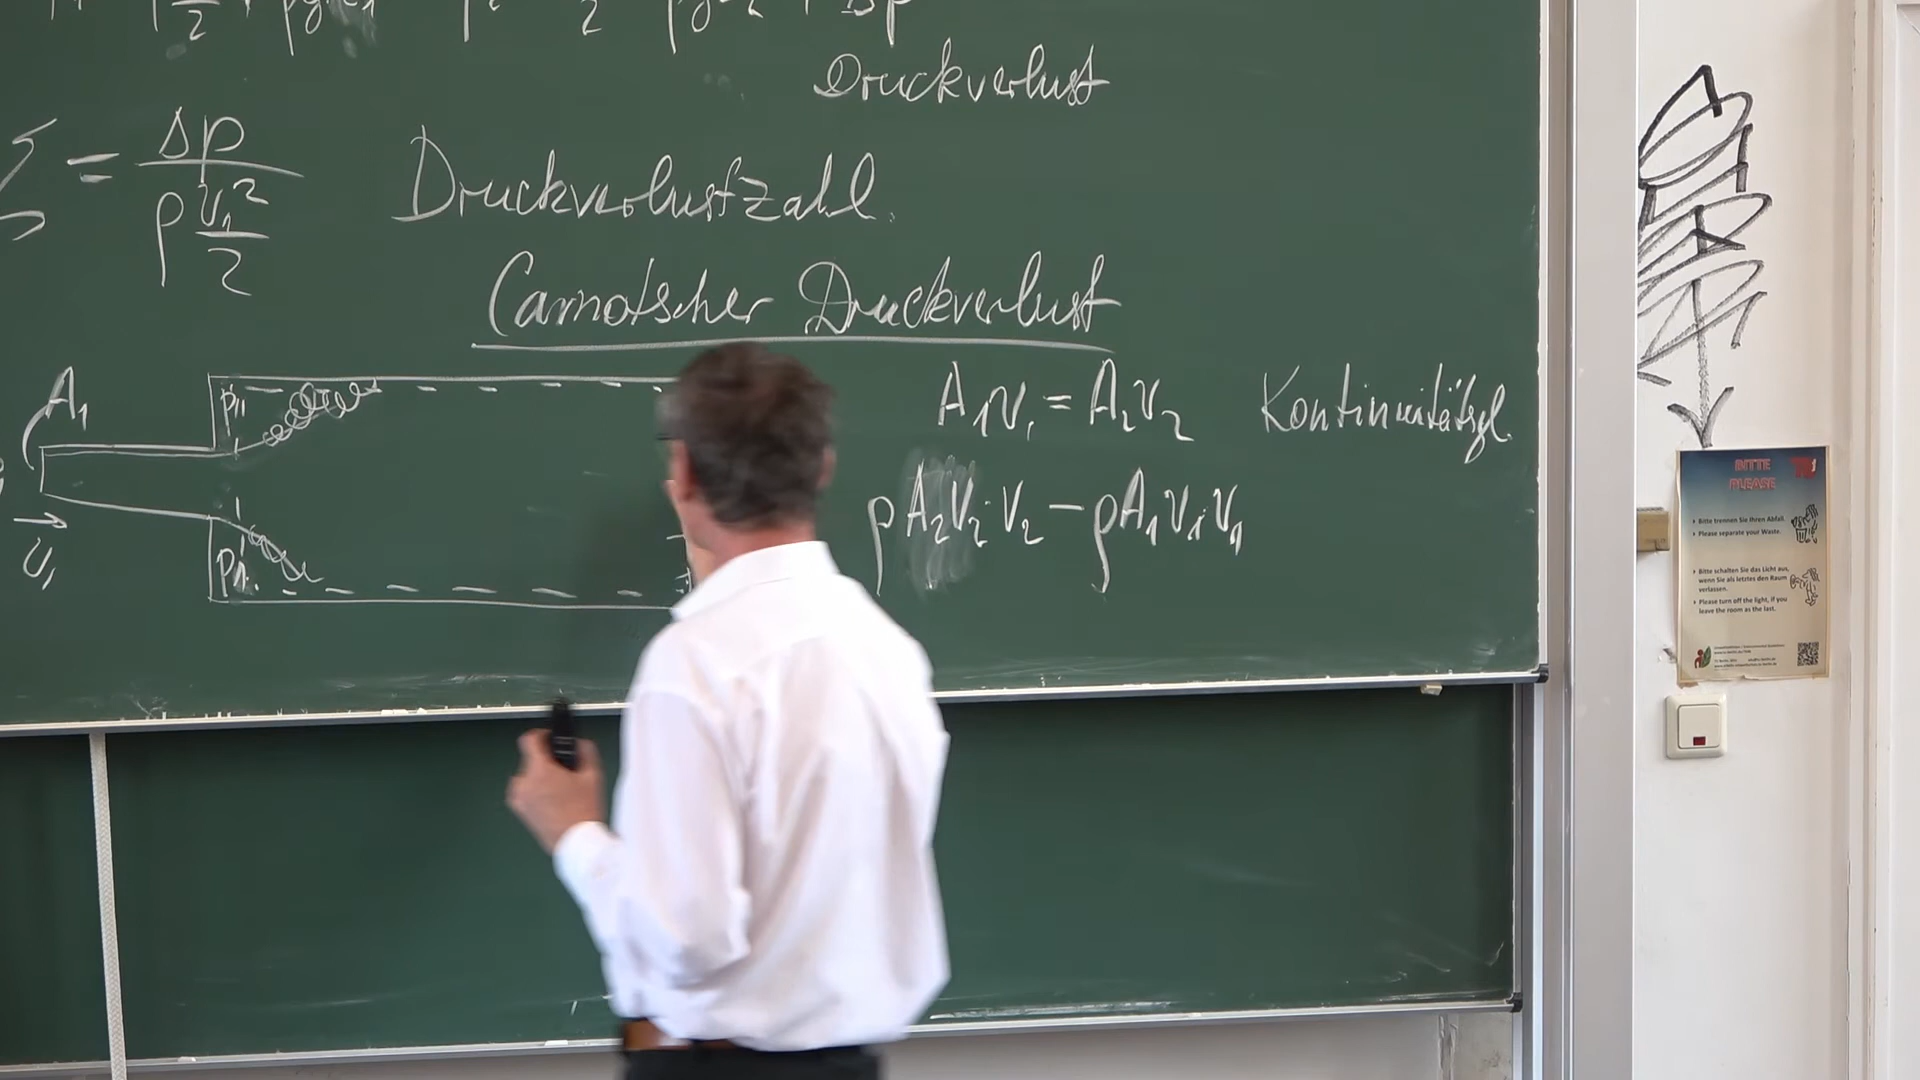 Druckverlust
ζ = Δp / ρ v₁²/2 Druckverlustzahl.
Carnotscher Druckverlust
A₁
p₁
A₁v₁ = A₂v₂ Kontinuitätsgl.
ρA₂v₂·v₂ − ρA₁v₁·v₁
v₁
p₁
BITTE
PLEASE
Bitte trennen Sie Ihren Abfall.
Please separate your Waste.
Bitte schalten Sie das Licht aus,
wenn Sie als letztes den Raum
verlassen.
Please turn off the light, if you
leave the room as the last.